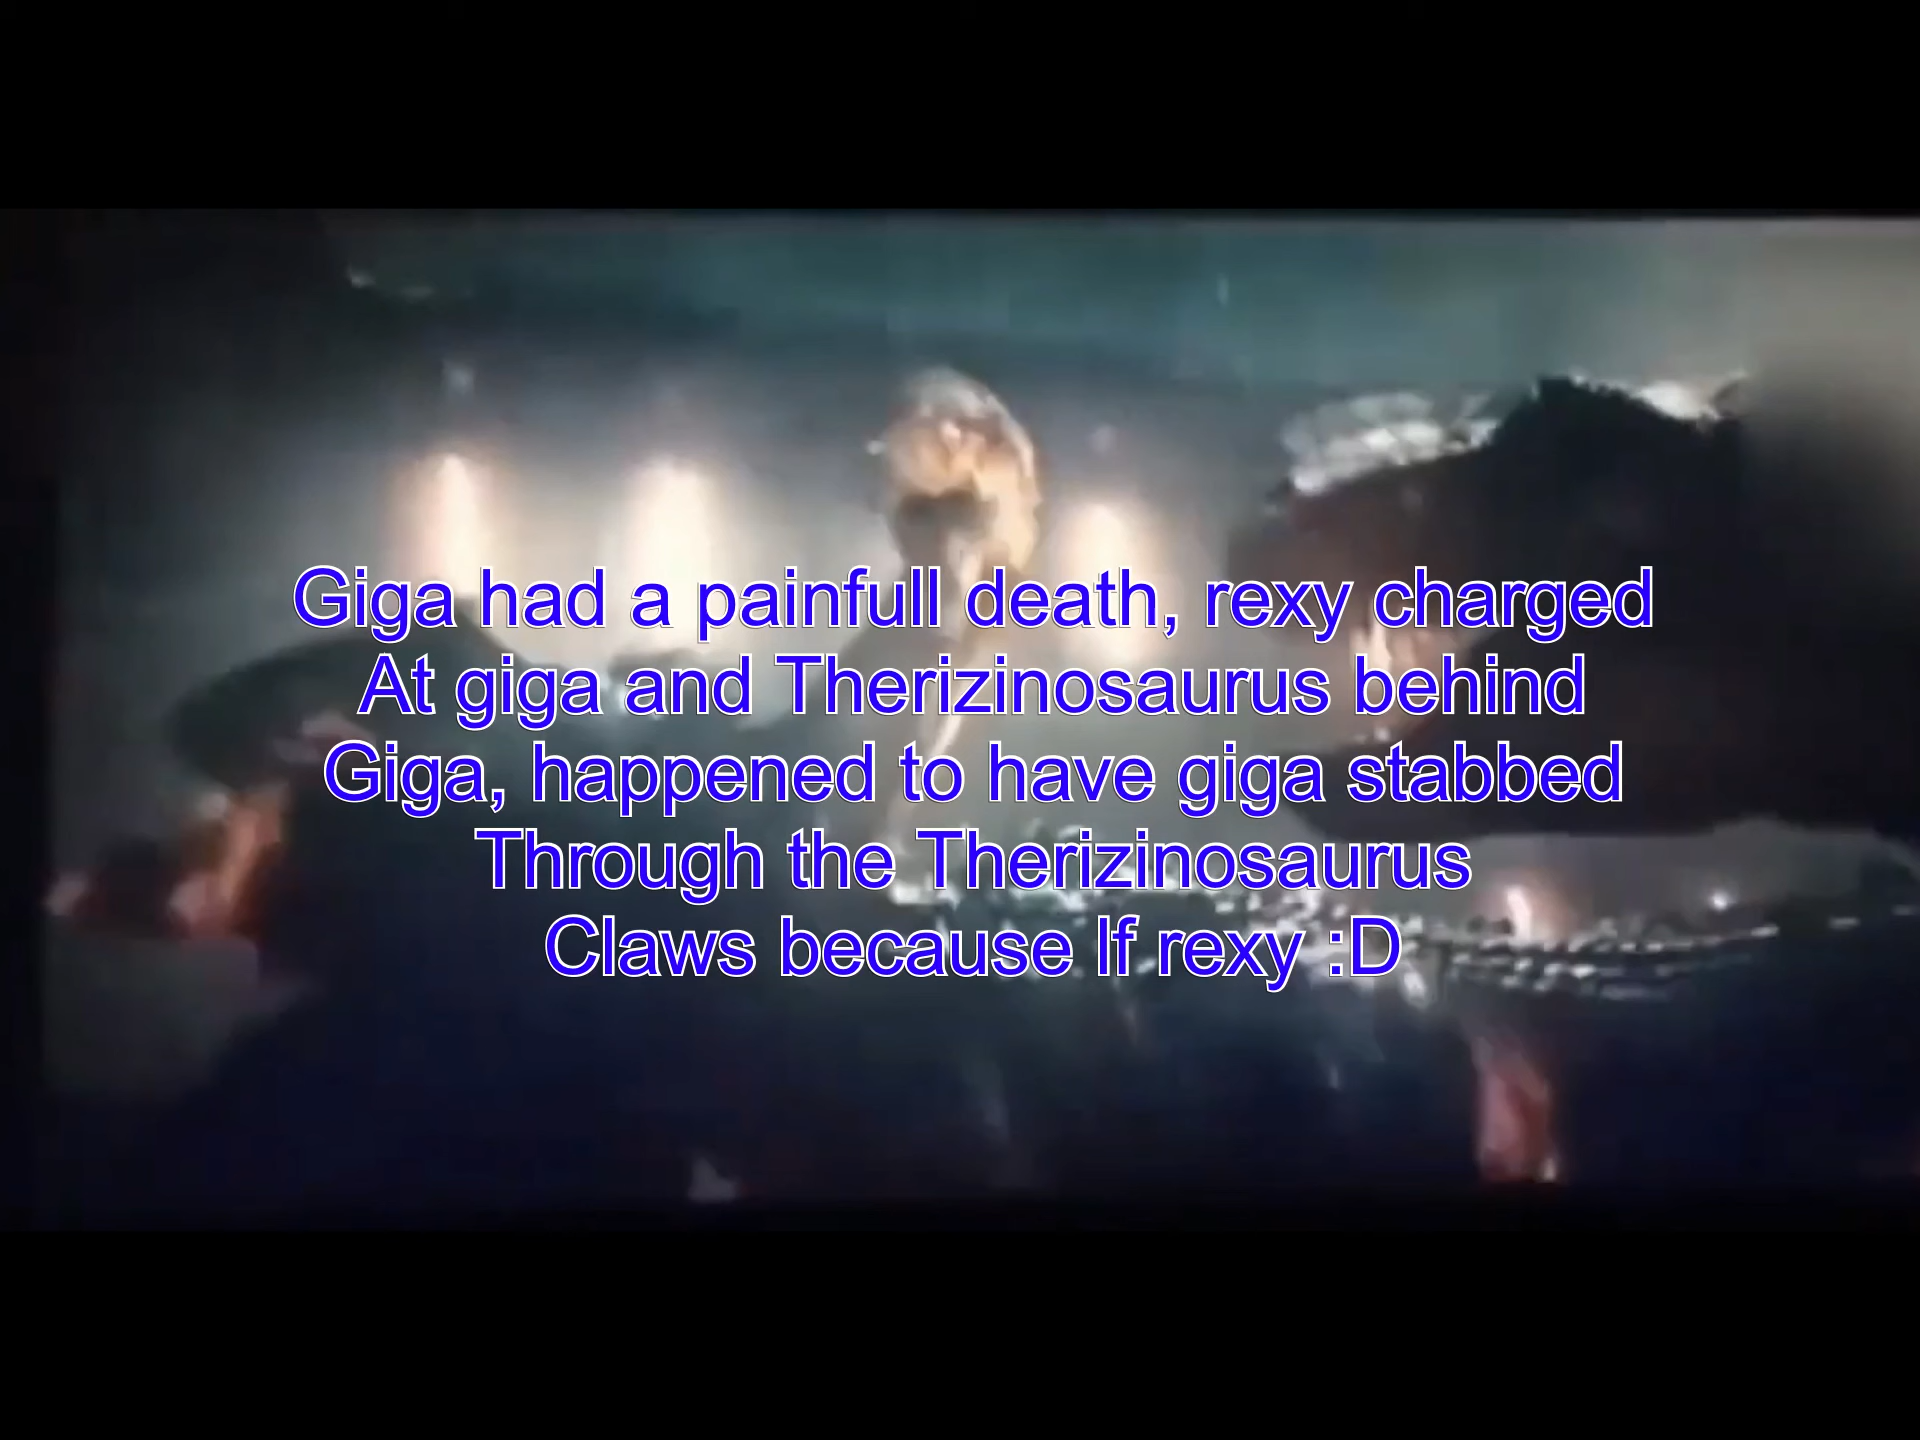 Giga had a painfull death, rexy charged
At giga and Therizinosaurus behind
Giga, happened to have giga stabbed
Through the Therizinosaurus
Claws because If rexy :D